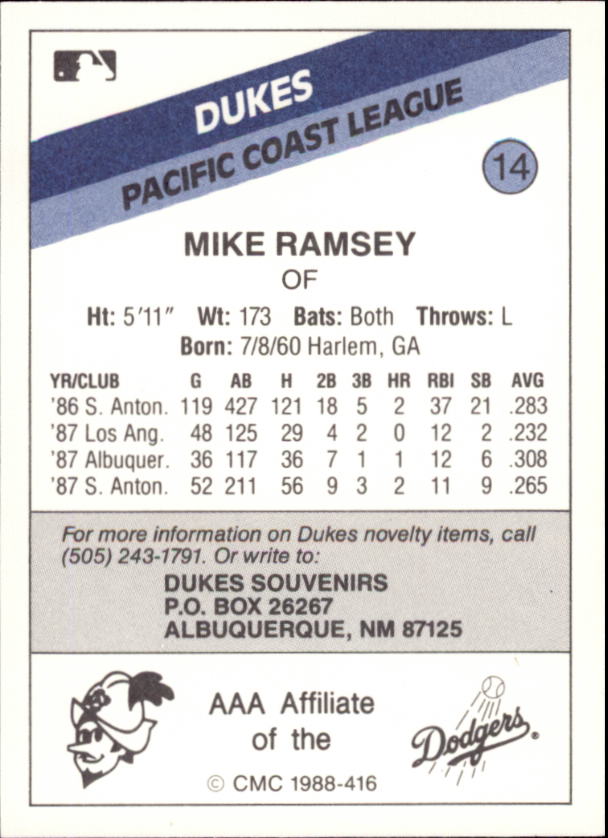 DUKES
PACIFIC COAST LEAGUE
14
MIKE RAMSEY
OF
Ht: 5'11" Wt: 173 Bats: Both Throws: L
Born: 7/8/60 Harlem, GA
YR/CLUB G AB H 2B 3B HR RBI SB AVG
'86 S. Anton. 119 427 121 18 5 2 37 21 .283
'87 Los Ang. 48 125 29 4 2 0 12 2 .232
'87 Albuquer. 36 117 36 7 1 1 12 6 .308
'87 S. Anton. 52 211 56 9 3 2 11 9 .265
For more information on Dukes novelty items, call
(505) 243-1791. Or write to:
DUKES SOUVENIRS
P.O. BOX 26267
ALBUQUERQUE, NM 87125
AAA Affiliate
of the
Dodgers®
© CMC 1988-416